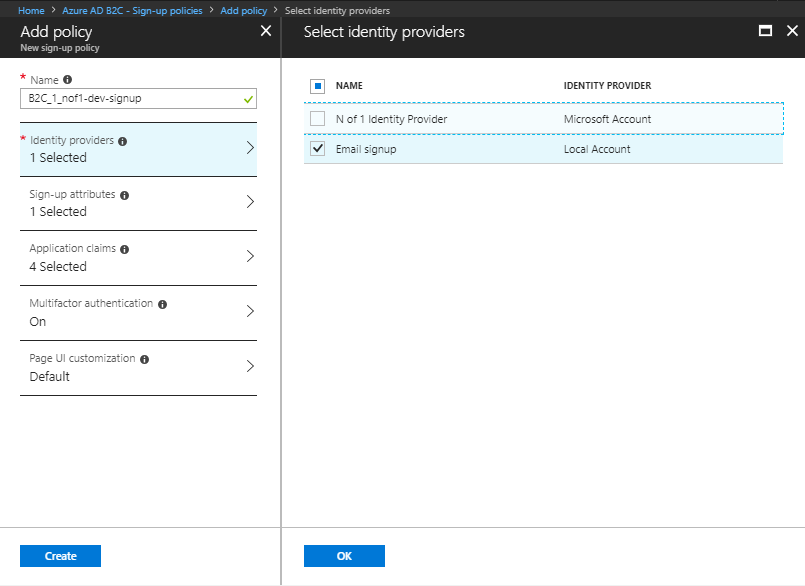 Home > Azure AD B2C - Sign-up policies > Add policy > Select identity providers
Add policy
New sign-up policy
Select identity providers
* Name
B2C_1_nof1-dev-signup
* Identity providers
1 Selected
Sign-up attributes
1 Selected
Application claims
4 Selected
Multifactor authentication
On
Page UI customization
Default
Create
NAME IDENTITY PROVIDER
N of 1 Identity Provider Microsoft Account
Email signup Local Account
OK